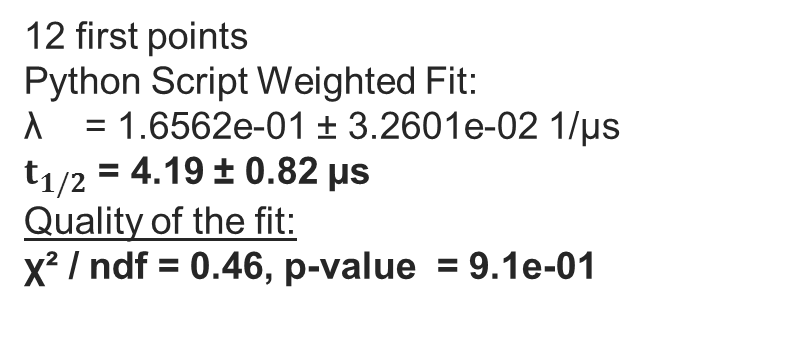 12 first points
Python Script Weighted Fit:
λ = 1.6562e-01 ± 3.2601e-02 1/μs
t₁/₂ = 4.19 ± 0.82 μs
Quality of the fit:
χ² / ndf = 0.46, p-value = 9.1e-01